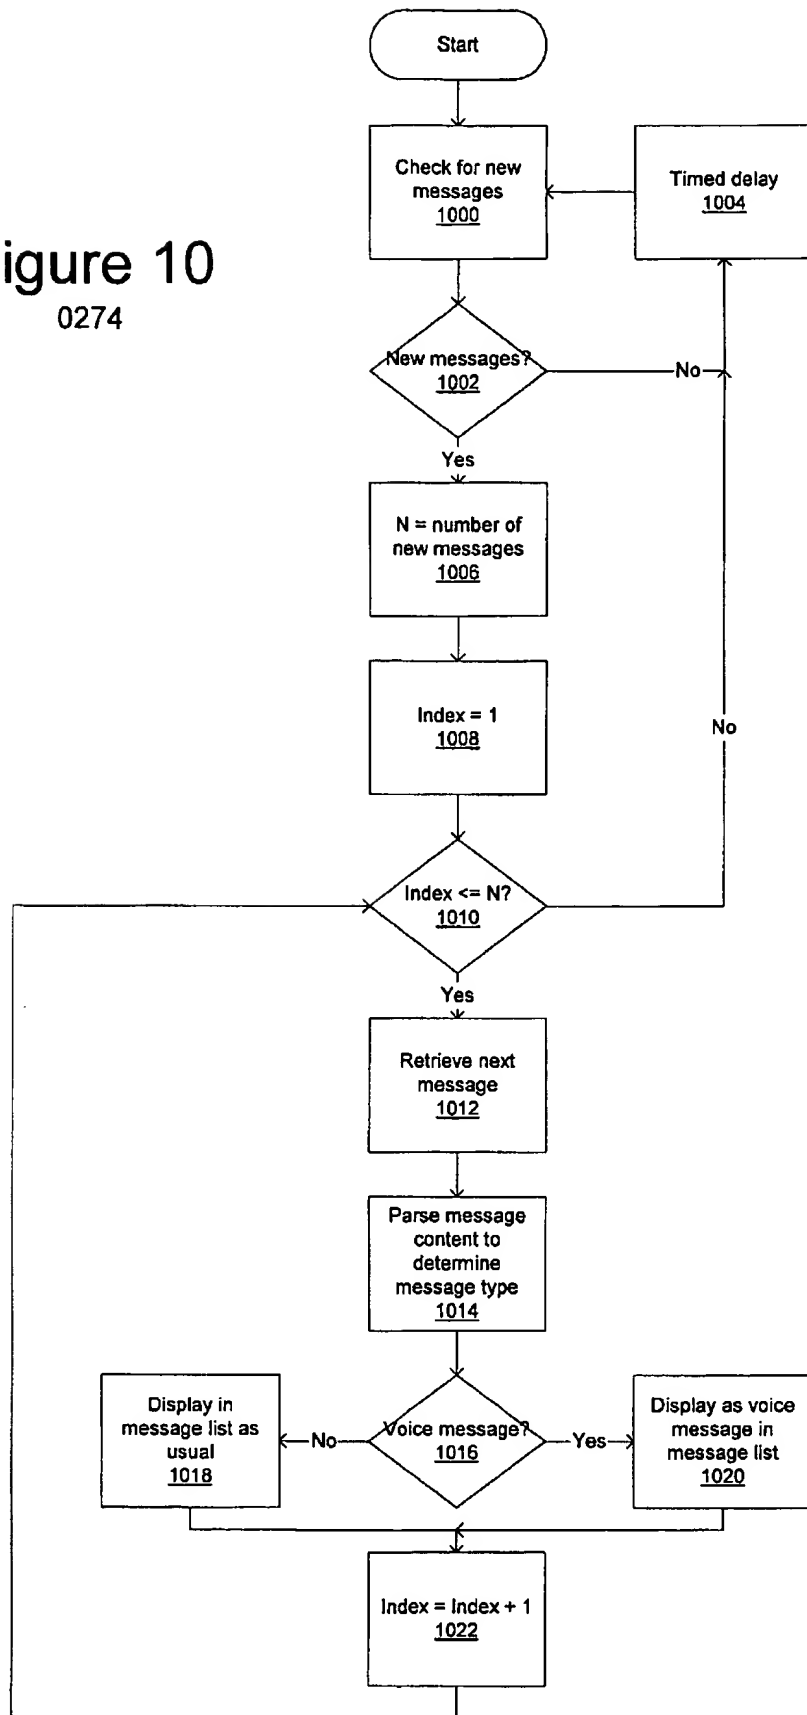 Start
Check for new
messages
1000
Timed delay
1004
igure 10
0274
New messages?
1002
No
Yes
N = number of
new messages
1006
Index = 1
1008
No
Index <= N?
1010
Yes
Retrieve next
message
1012
Parse message
content to
determine
message type
1014
Display in
message list as
usual
1018
No
Voice message?
1016
Yes
Display as voice
message in
message list
1020
Index = Index + 1
1022